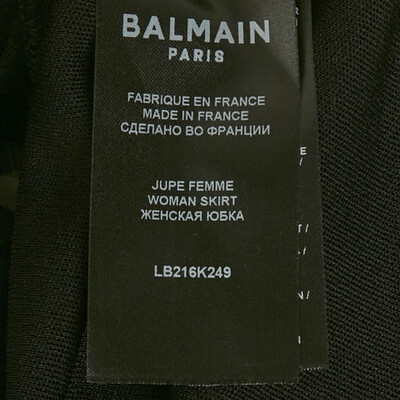 BALMAIN
PARIS
FABRIQUE EN FRANCE
MADE IN FRANCE
СДЕЛАНО ВО ФРАНЦИИ
JUPE FEMME
WOMAN SKIRT
ЖЕНСКАЯ ЮБКА
LB216K249